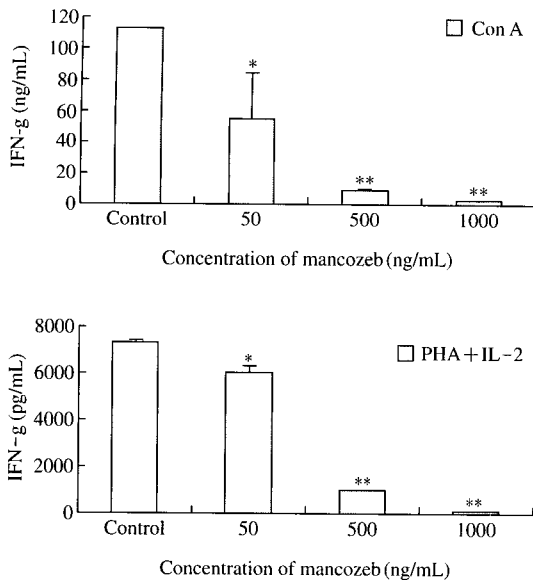 120
100
80
60
40
20
0
IFN-g (ng/mL)
Con A
*
**
**
Control 50 500 1000
Concentration of mancozeb (ng/mL)
8000
6000
4000
2000
0
IFN-g (pg/mL)
PHA+IL-2
*
**
**
Control 50 500 1000
Concentration of mancozeb (ng/mL)